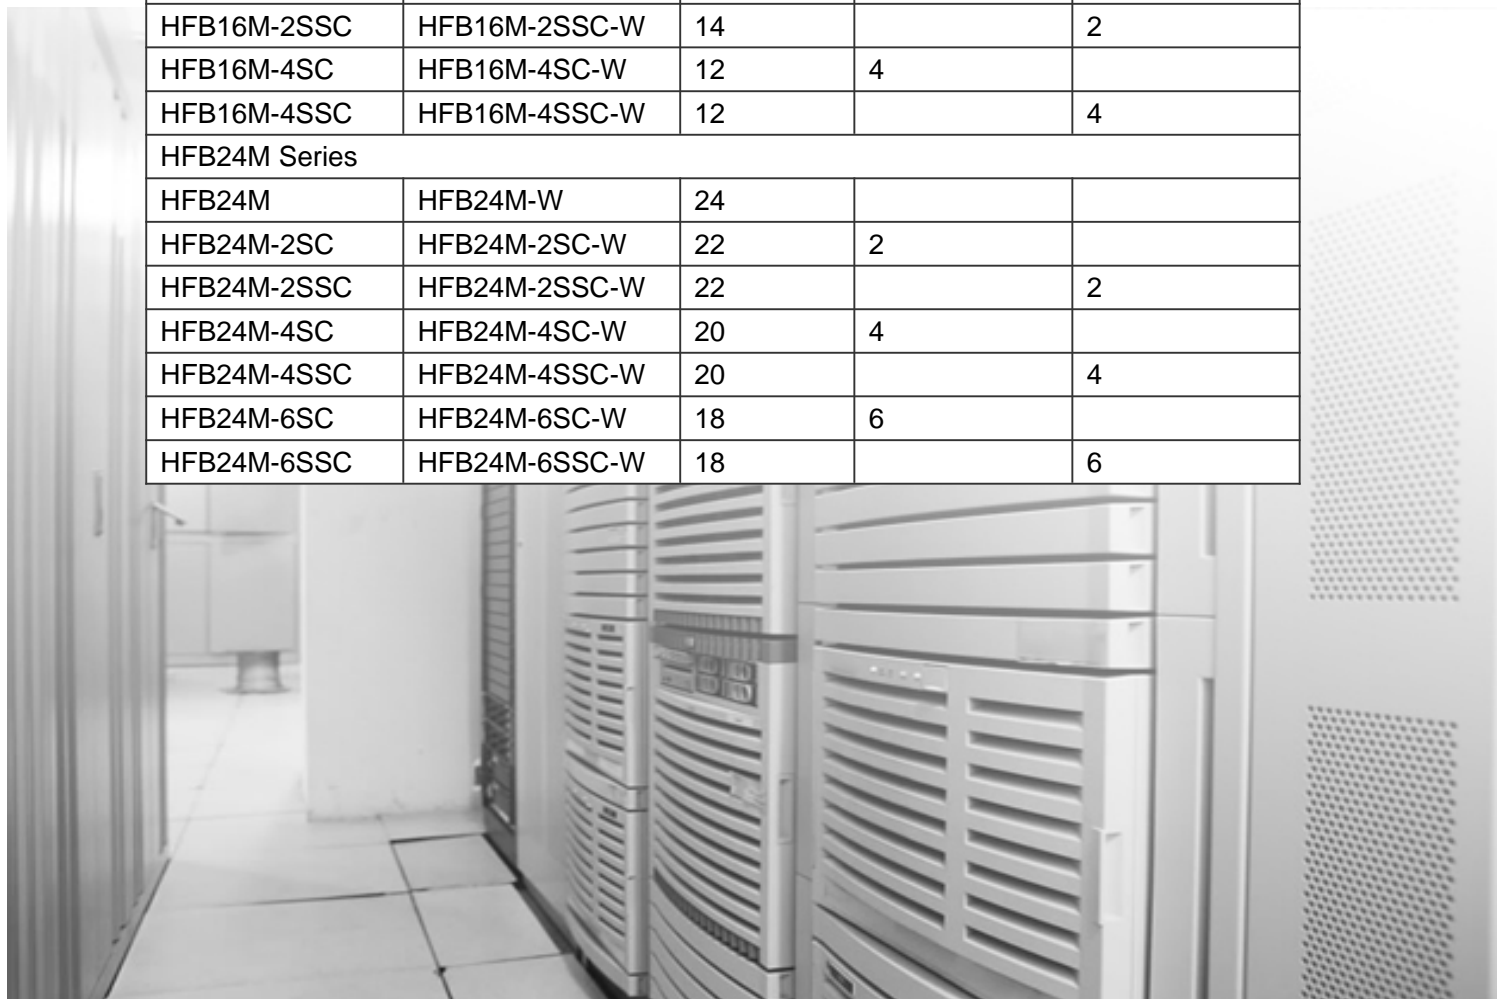 HFB16M-2SSC HFB16M-2SSC-W 14 2
HFB16M-4SC HFB16M-4SC-W 12 4
HFB16M-4SSC HFB16M-4SSC-W 12 4
HFB24M Series
HFB24M HFB24M-W 24
HFB24M-2SC HFB24M-2SC-W 22 2
HFB24M-2SSC HFB24M-2SSC-W 22 2
HFB24M-4SC HFB24M-4SC-W 20 4
HFB24M-4SSC HFB24M-4SSC-W 20 4
HFB24M-6SC HFB24M-6SC-W 18 6
HFB24M-6SSC HFB24M-6SSC-W 18 6